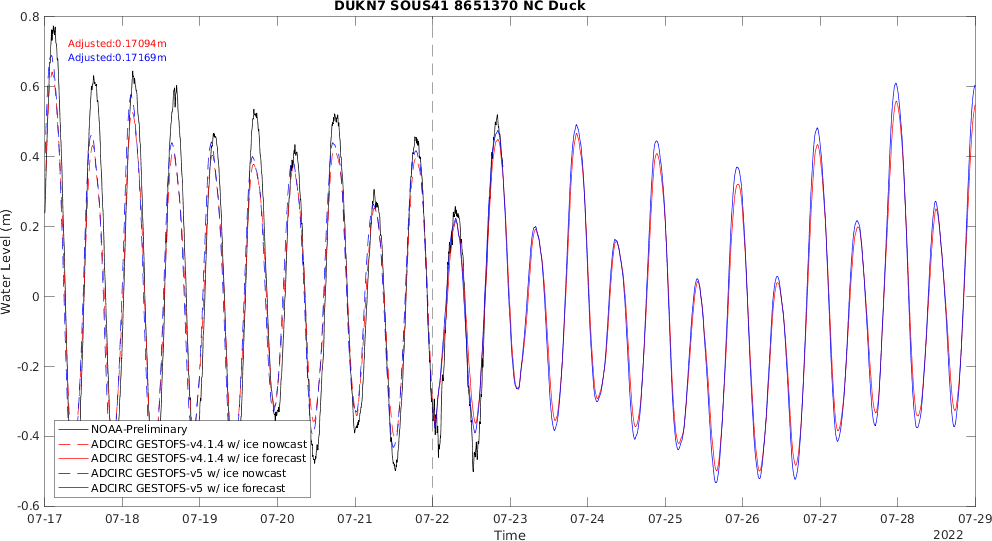 DUKN7 SOUS41 8651370 NC Duck
Adjusted:0.17094m
Adjusted:0.17169m
Water Level (m)
0.8
0.6
0.4
0.2
0
-0.2
-0.4
-0.6
NOAA-Preliminary
ADCIRC GESTOFS-v4.1.4 w/ ice nowcast
ADCIRC GESTOFS-v4.1.4 w/ ice forecast
ADCIRC GESTOFS-v5 w/ ice nowcast
ADCIRC GESTOFS-v5 w/ ice forecast
07-17 07-18 07-19 07-20 07-21 07-22 07-23 07-24 07-25 07-26 07-27 07-28 07-29
Time
2022